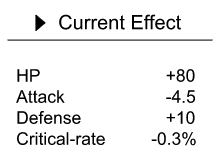 ▶ Current Effect
HP +80
Attack -4.5
Defense +10
Critical-rate -0.3%